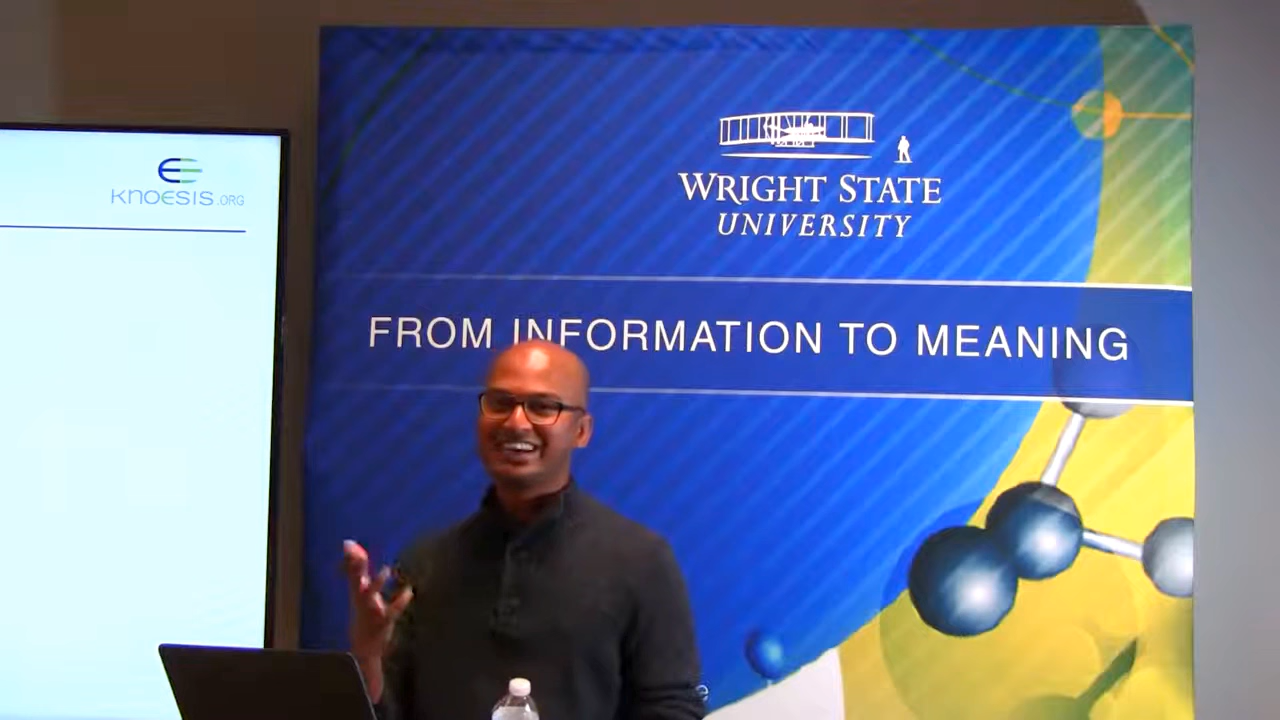 KNOESIS.ORG
WRIGHT STATE
UNIVERSITY
FROM INFORMATION TO MEANING